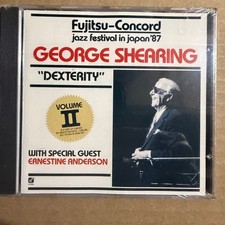 Fujitsu-Concord
jazz festival in japan '87
GEORGE SHEARING
"DEXTERITY"
VOLUME
II
WITH SPECIAL GUEST
ERNESTINE ANDERSON